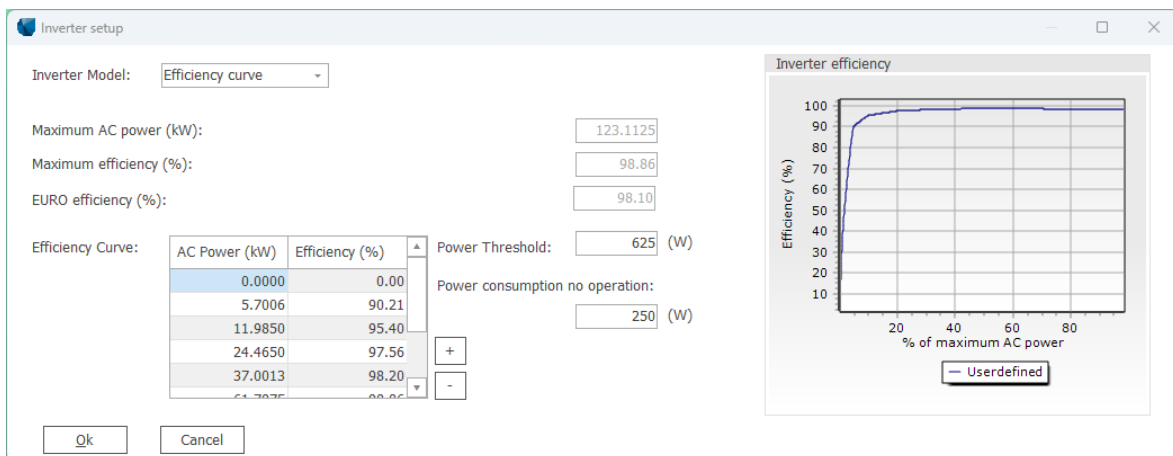 Inverter setup
Inverter Model: Efficiency curve
Maximum AC power (kW): 123.1125
Maximum efficiency (%): 98.86
EURO efficiency (%): 98.10
Efficiency Curve:
AC Power (kW) Efficiency (%)
0.0000 0.00
5.7006 90.21
11.9850 95.40
24.4650 97.56
37.0013 98.20
Power Threshold: 625 (W)
Power consumption no operation:
250 (W)
+
-
Ok Cancel
Inverter efficiency
100
90
80
70
60
50
40
30
20
10
Efficiency (%)
20 40 60 80
% of maximum AC power
Userdefined